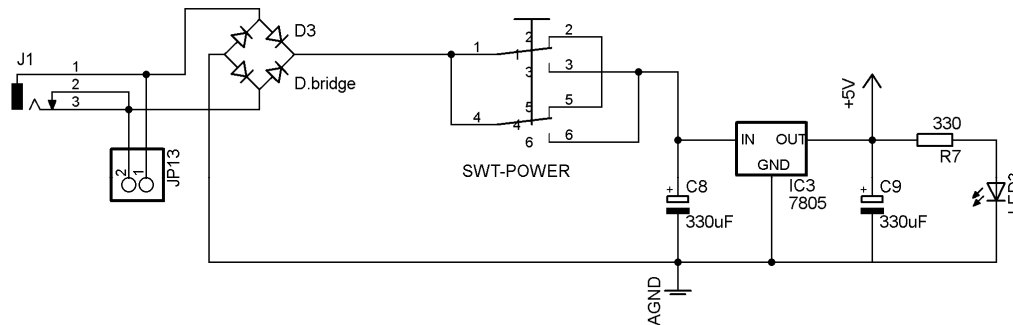 J1
1
2
3
2
1
JP13
D3
D.bridge
1
4
1
4
2
3
5
6
2
3
5
6
SWT-POWER
C8
330uF
IN
OUT
GND
IC3
7805
+5V
C9
330uF
330
R7
AGND